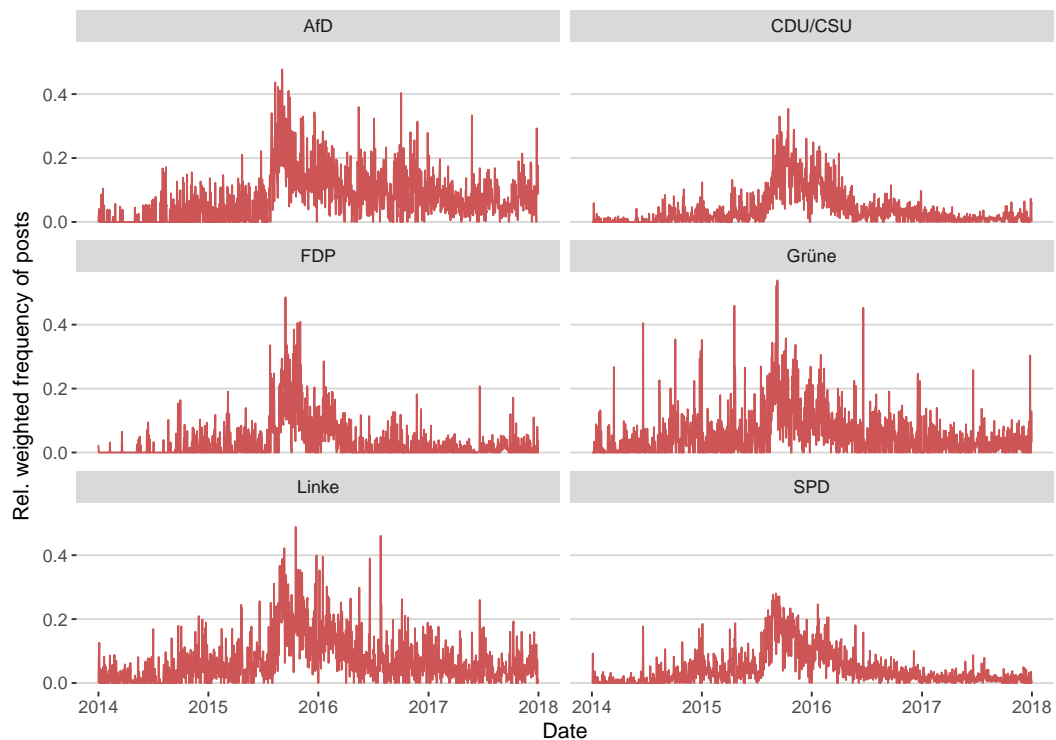 AfD
CDU/CSU
0.4
0.2
0.0
FDP
Grüne
0.4
0.2
0.0
Linke
SPD
0.4
0.2
0.0
2014 2015 2016 2017 2018
2014 2015 2016 2017 2018
Date
Rel. weighted frequency of posts